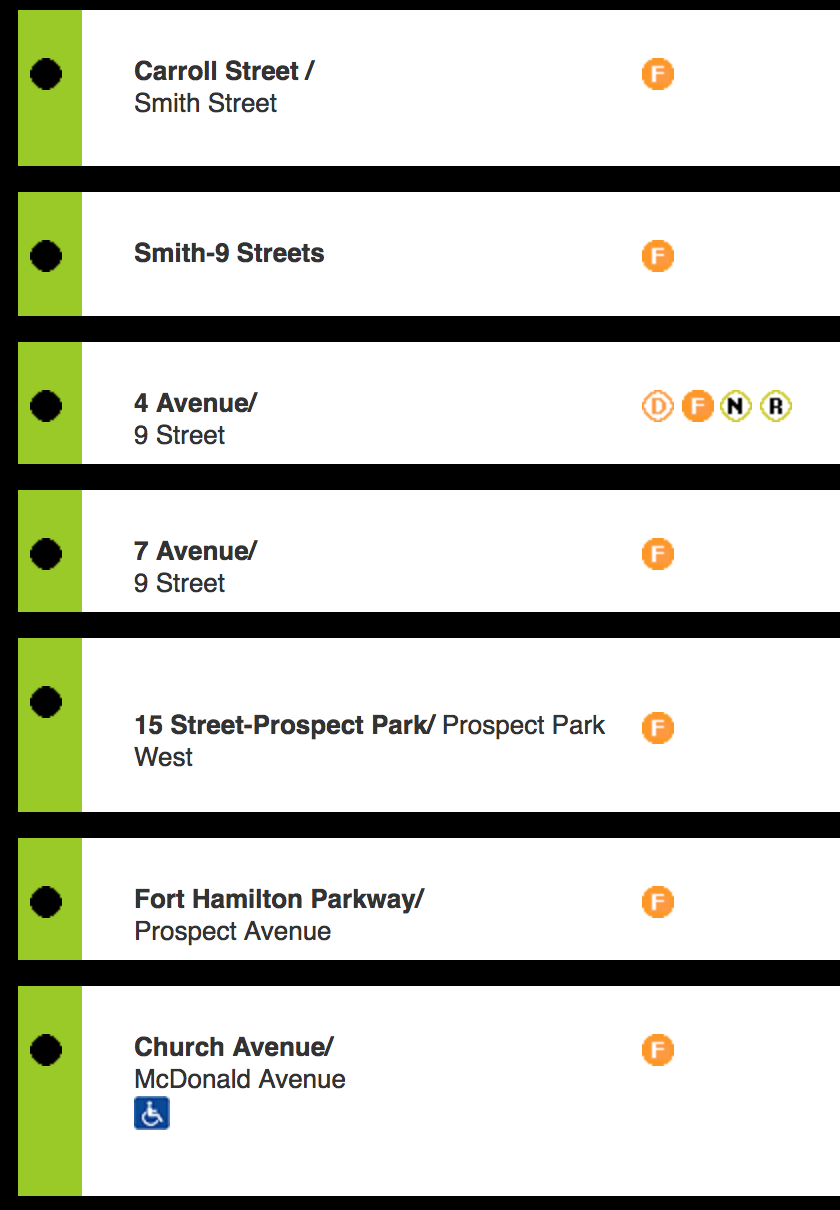 Carroll Street / F
Smith Street
Smith-9 Streets F
4 Avenue/ D F N R
9 Street
7 Avenue/ F
9 Street
15 Street-Prospect Park/ Prospect Park F
West
Fort Hamilton Parkway/ F
Prospect Avenue
Church Avenue/ F
McDonald Avenue